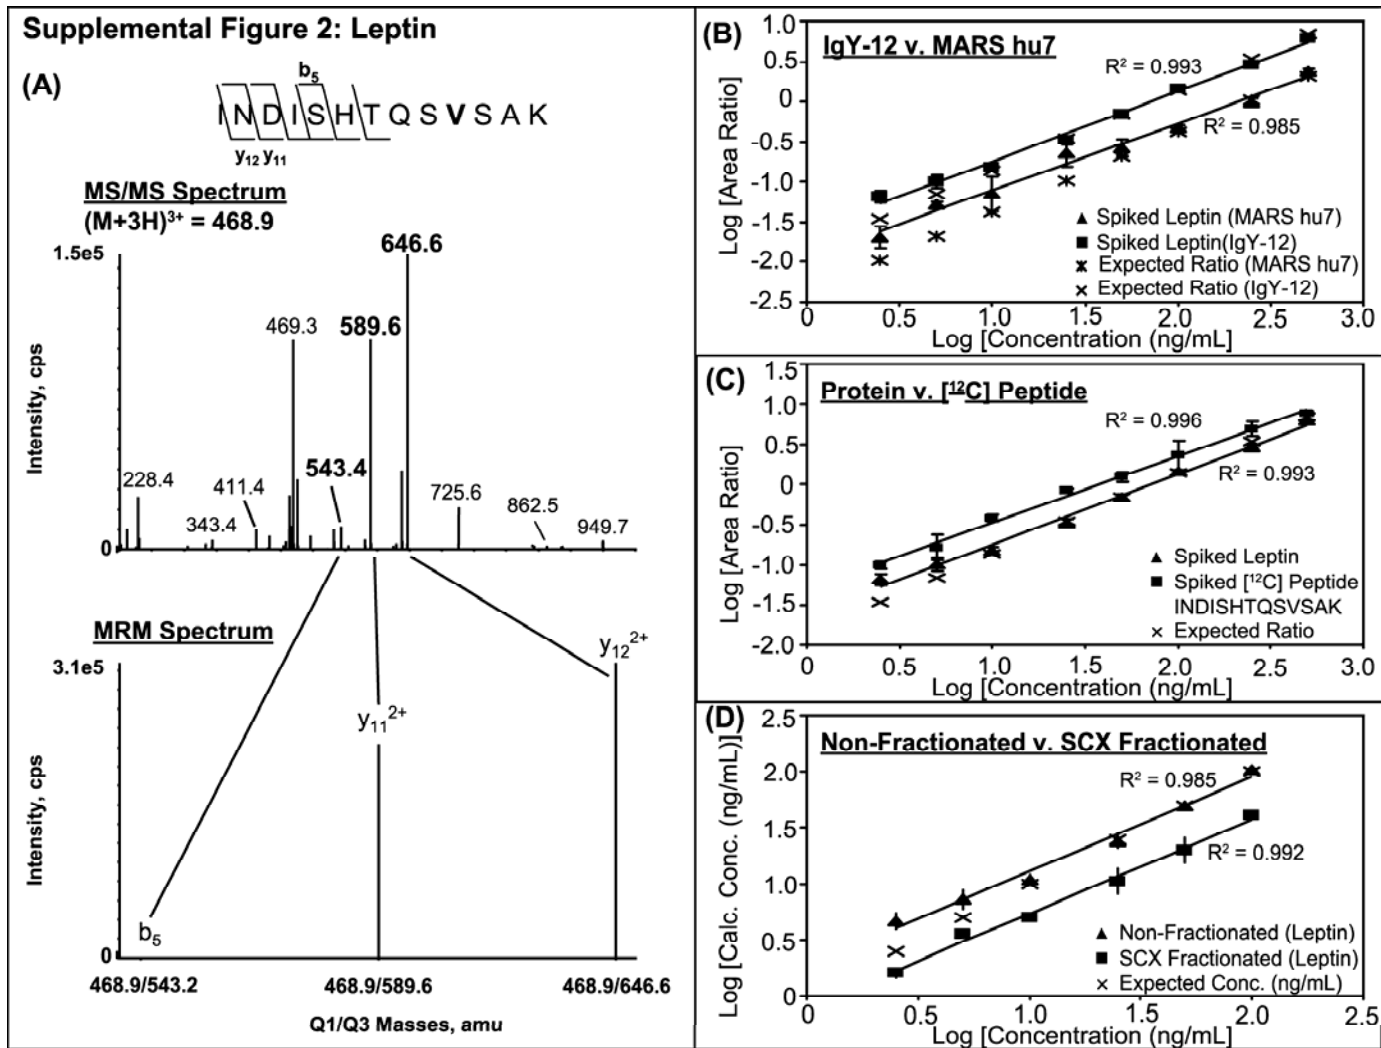 Supplemental Figure 2: Leptin
(A)
b5
INDISHTQSVSAK
y12 y11
MS/MS Spectrum
(M+3H)3+ = 468.9
1.5e5
Intensity, cps
0
228.4
343.4
411.4
469.3
543.4
589.6
646.6
725.6
862.5
949.7
MRM Spectrum
3.1e5
Intensity, cps
0
b5
y11 2+
y12 2+
468.9/543.2 468.9/589.6 468.9/646.6
Q1/Q3 Masses, amu
(B)
IgY-12 v. MARS hu7
Log [Area Ratio]
1.0
0.5
0
-0.5
-1.0
-1.5
-2.0
-2.5
R² = 0.993
R² = 0.985
▲ Spiked Leptin (MARS hu7)
■ Spiked Leptin(IgY-12)
Expected Ratio (MARS hu7)
× Expected Ratio (IgY-12)
0 0.5 1.0 1.5 2.0 2.5 3.0
Log [Concentration (ng/mL]
(C)
Protein v. [12C] Peptide
Log [Area Ratio]
1.5
1.0
0.5
0
-0.5
-1.0
-1.5
-2.0
R² = 0.996
R² = 0.993
▲ Spiked Leptin
■ Spiked [12C] Peptide
INDISHTQSVSAK
× Expected Ratio
0 0.5 1.0 1.5 2.0 2.5 3.0
Log [Concentration (ng/mL]
(D)
Non-Fractionated v. SCX Fractionated
Log [Calc. Conc. (ng/mL)]
2.5
2.0
1.5
1.0
0.5
0
R² = 0.985
R² = 0.992
▲ Non-Fractionated (Leptin)
■ SCX Fractionated (Leptin)
× Expected Conc. (ng/mL)
0 0.5 1.0 1.5 2.0 2.5
Log [Concentration (ng/mL]